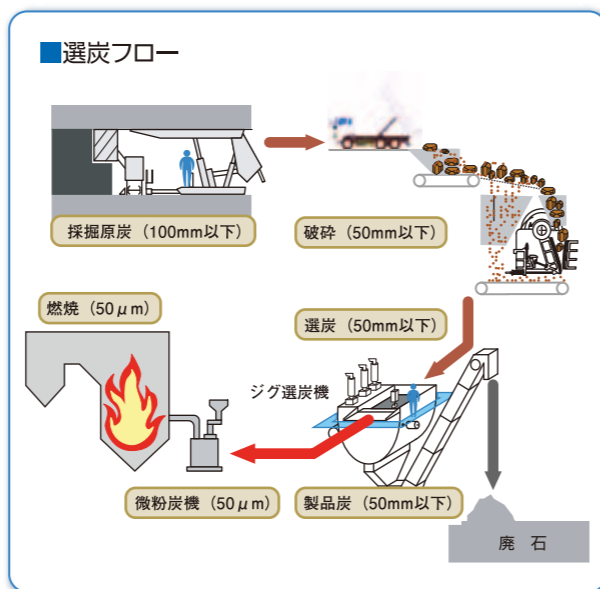 ■選炭フロー
採掘原炭（100mm以下）
破砕（50mm以下）
燃焼（50μm）
選炭（50mm以下）
ジグ選炭機
微粉炭機（50μm）
製品炭（50mm以下）
廃 石